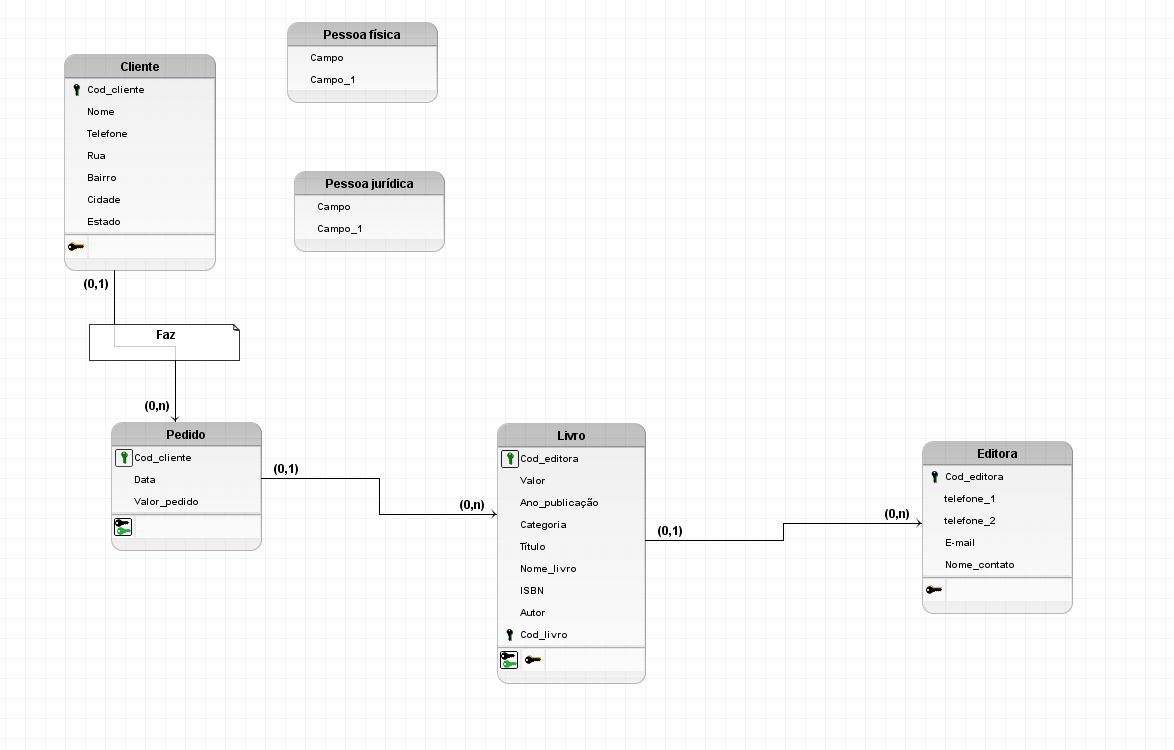 Pessoa física
Campo
Campo_1
Cliente
Cod_cliente
Nome
Telefone
Rua
Bairro
Cidade
Estado
Pessoa jurídica
Campo
Campo_1
(0,1)
Faz
(0,n)
Pedido
Cod_cliente
Data
Valor_pedido
(0,1)
(0,n)
Livro
Cod_editora
Valor
Ano_publicação
Categoria
Título
Nome_livro
ISBN
Autor
Cod_livro
(0,1)
(0,n)
Editora
Cod_editora
telefone_1
telefone_2
E-mail
Nome_contato